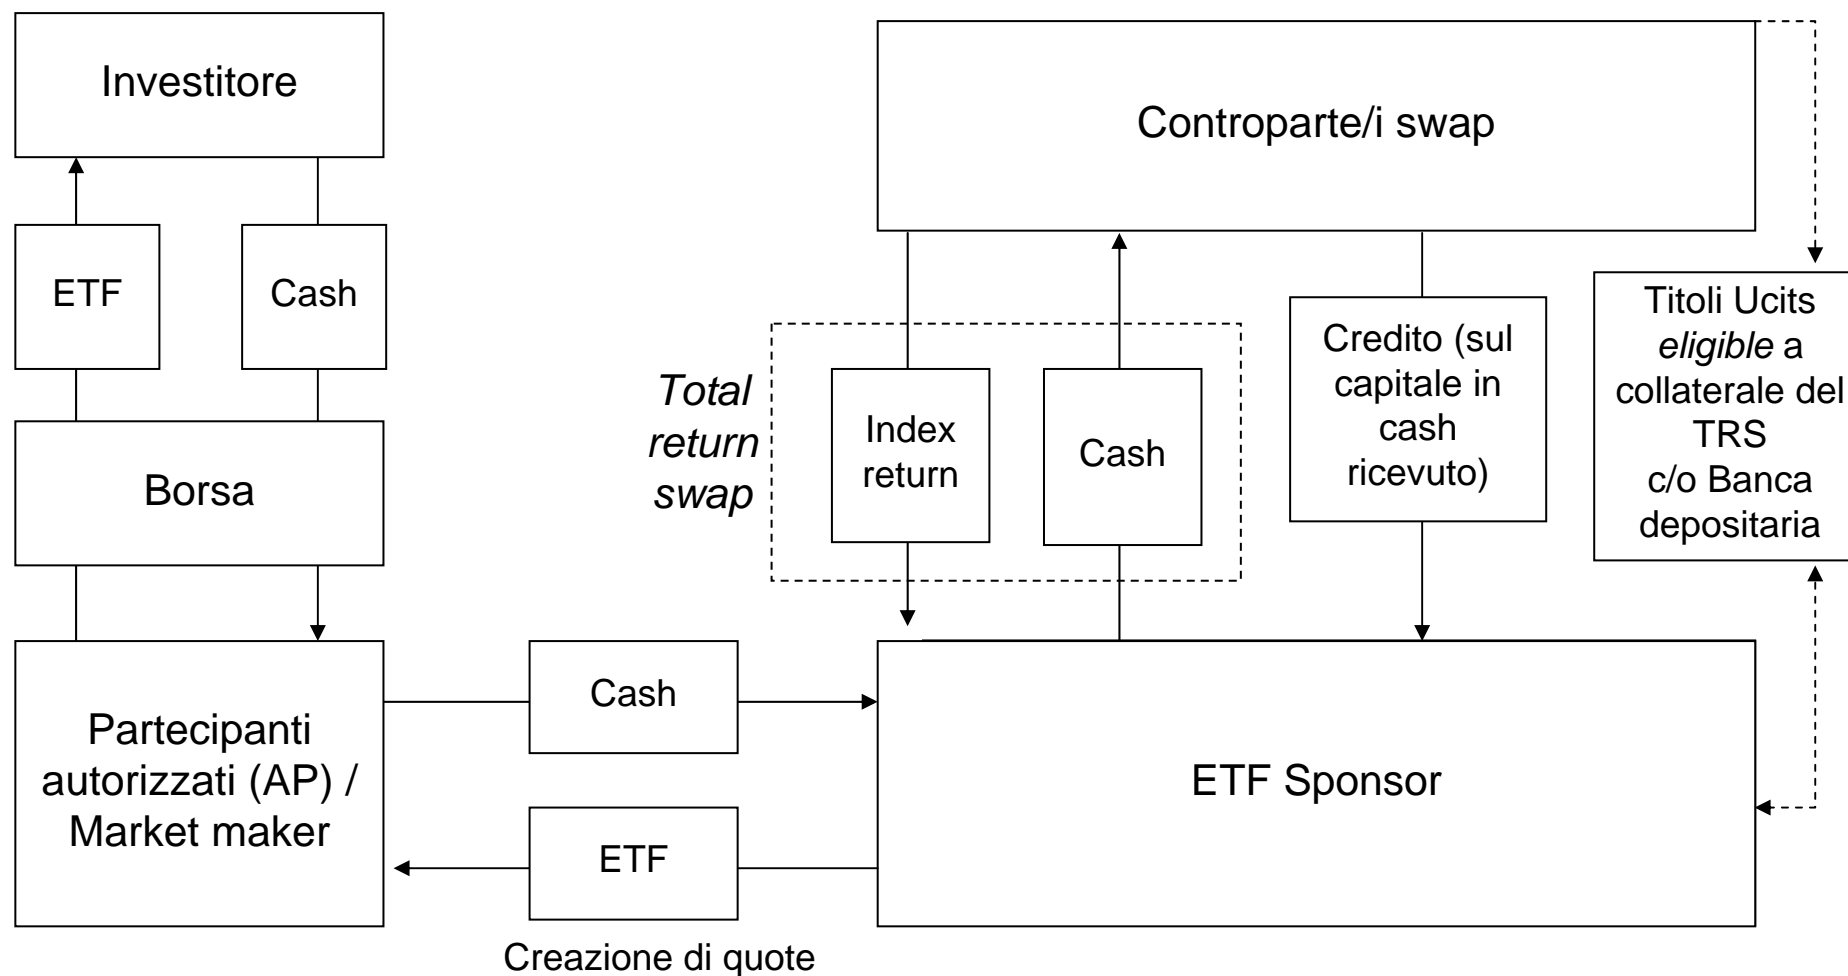 Investitore
Controparte/i swap
ETF
Cash
Titoli Ucits
eligible a
collaterale del
TRS
c/o Banca
depositaria
Credito (sul
capitale in
cash
ricevuto)
Total
return
swap
Index
return
Cash
Borsa
Partecipanti
autorizzati (AP) /
Market maker
Cash
ETF Sponsor
ETF
Creazione di quote